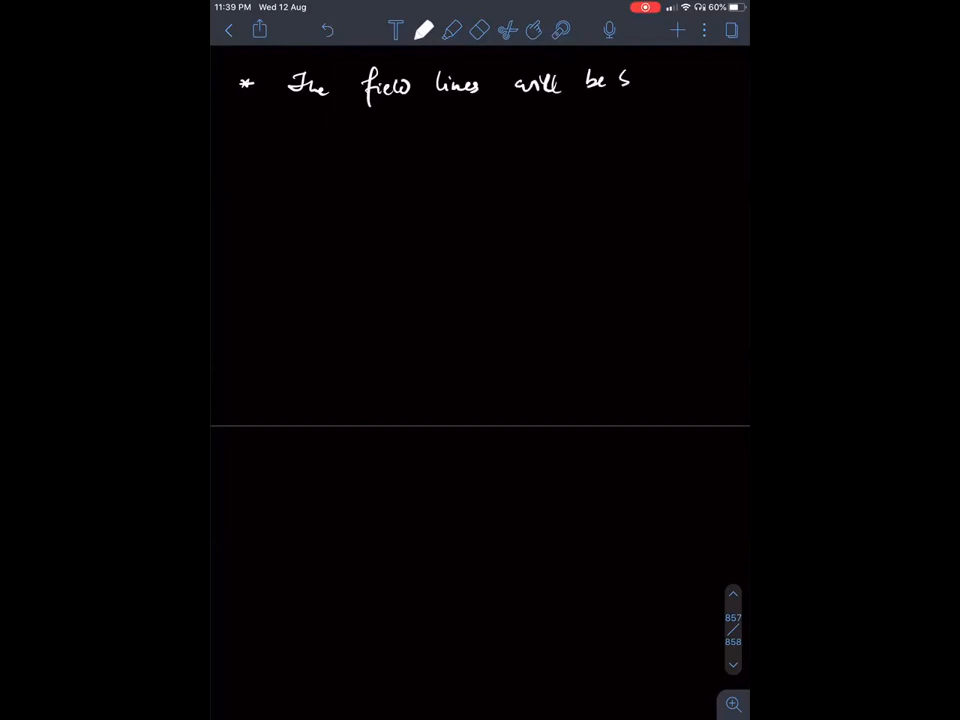 11:39 PM Wed 12 Aug 60%
T
* The field lines will be S
857
/
858